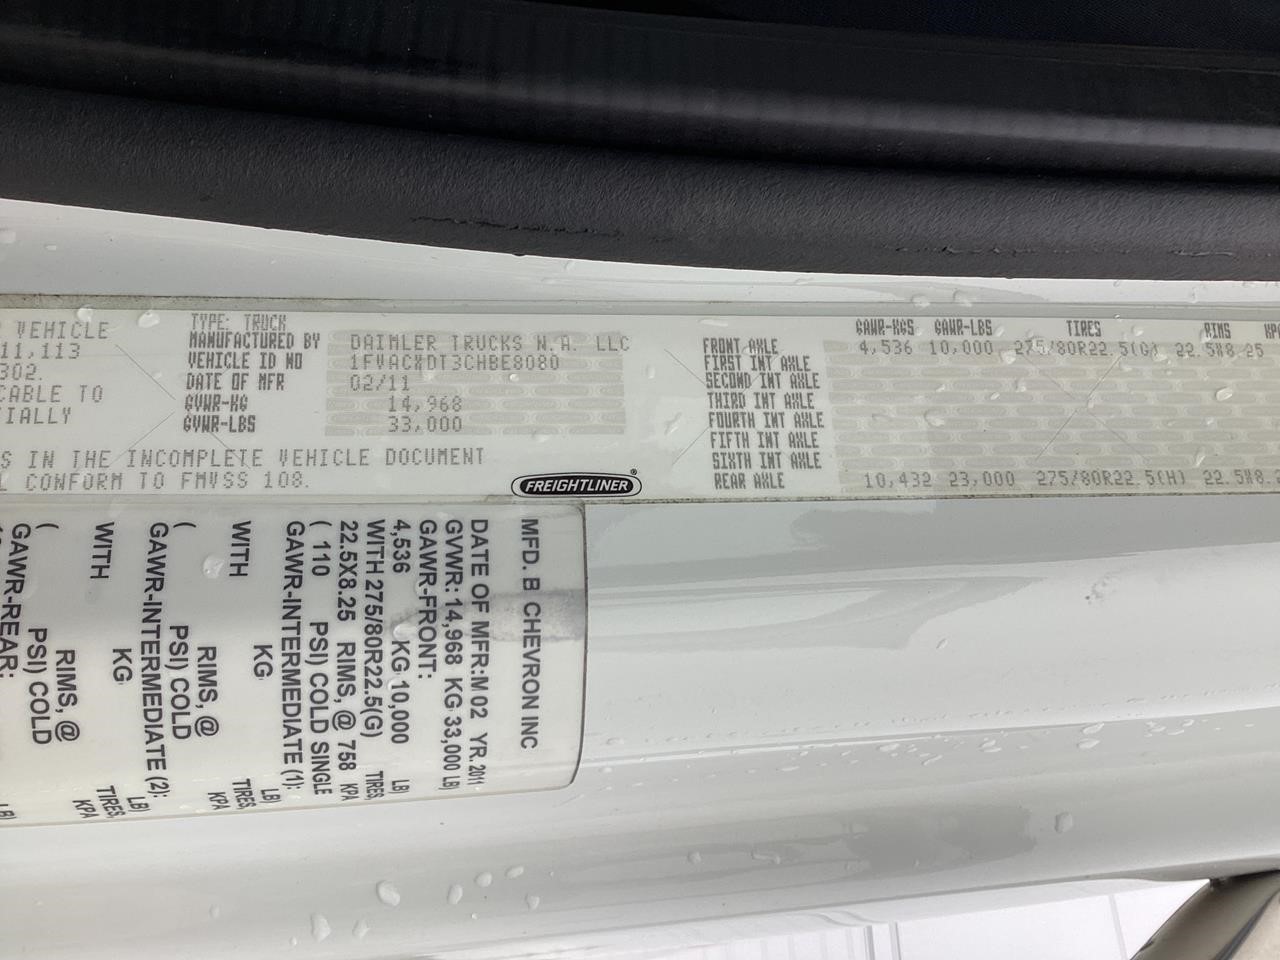 VEHICLE
11,113
302.
CABLE TO
TIALLY
S IN THE INCOMPLETE VEHICLE DOCUMENT
L CONFORM TO FMVSS 108.
TYPE: TRUCK
MANUFACTURED BY DAIMLER TRUCKS N.A. LLC
VEHICLE ID NO 1FVACXDT3CHBE8080
DATE OF MFR 02/11
GVWR-KG 14,968
GVWR-LBS 33,000
FREIGHTLINER®
GAWR-KGS GAWR-LBS TIRES RIMS KPA
FRONT AXLE 4,536 10,000 275/80R22.5(G) 22.5X8.25
FIRST INT AXLE
SECOND INT AXLE
THIRD INT AXLE
FOURTH INT AXLE
FIFTH INT AXLE
SIXTH INT AXLE
REAR AXLE 10,432 23,000 275/80R22.5(H) 22.5X8.2
MFD. B CHEVRON INC
DATE OF MFR:M 02 YR. 2011
GVWR: 14,968 KG 33,000 LB)
GAWR-FRONT:
4,536 KG 10,000 LB)
WITH 275/80R22.5(G) TIRES,
22.5X8.25 RIMS, @ 758 KPA
( 110 PSI) COLD SINGLE
GAWR-INTERMEDIATE (1):
KG LB)
WITH TIRES,
RIMS, @ KPA
( PSI) COLD
GAWR-INTERMEDIATE (2):
KG LB)
WITH TIRES,
RIMS, @ KPA
( PSI) COLD
GAWR-REAR:
LB)